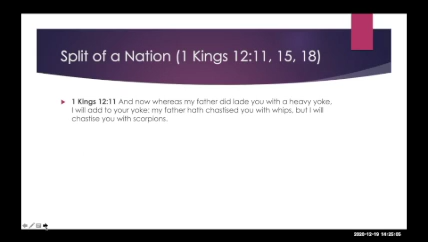 Split of a Nation (1 Kings 12:11, 15, 18)
1 Kings 12:11 And now whereas my father did lade you with a heavy yoke,
I will add to your yoke: my father hath chastised you with whips, but I will
chastise you with scorpions.
2020-12-19 14:25:05